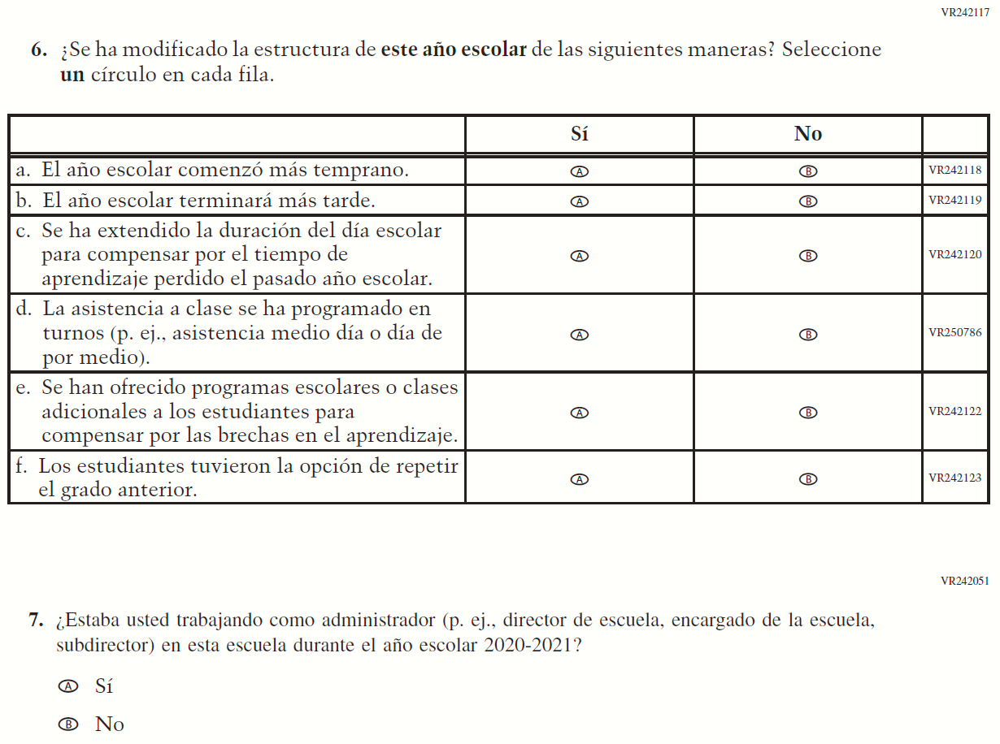 VR242117
6. ¿Se ha modificado la estructura de este año escolar de las siguientes maneras? Seleccione
un círculo en cada fila.
Sí No
a. El año escolar comenzó más temprano. A B VR242118
b. El año escolar terminará más tarde. A B VR242119
c. Se ha extendido la duración del día escolar
para compensar por el tiempo de
aprendizaje perdido el pasado año escolar. A B VR242120
d. La asistencia a clase se ha programado en
turnos (p. ej., asistencia medio día o día de
por medio). A B VR250786
e. Se han ofrecido programas escolares o clases
adicionales a los estudiantes para
compensar por las brechas en el aprendizaje. A B VR242122
f. Los estudiantes tuvieron la opción de repetir
el grado anterior. A B VR242123
VR242051
7. ¿Estaba usted trabajando como administrador (p. ej., director de escuela, encargado de la escuela,
subdirector) en esta escuela durante el año escolar 2020-2021?
A Sí
B No